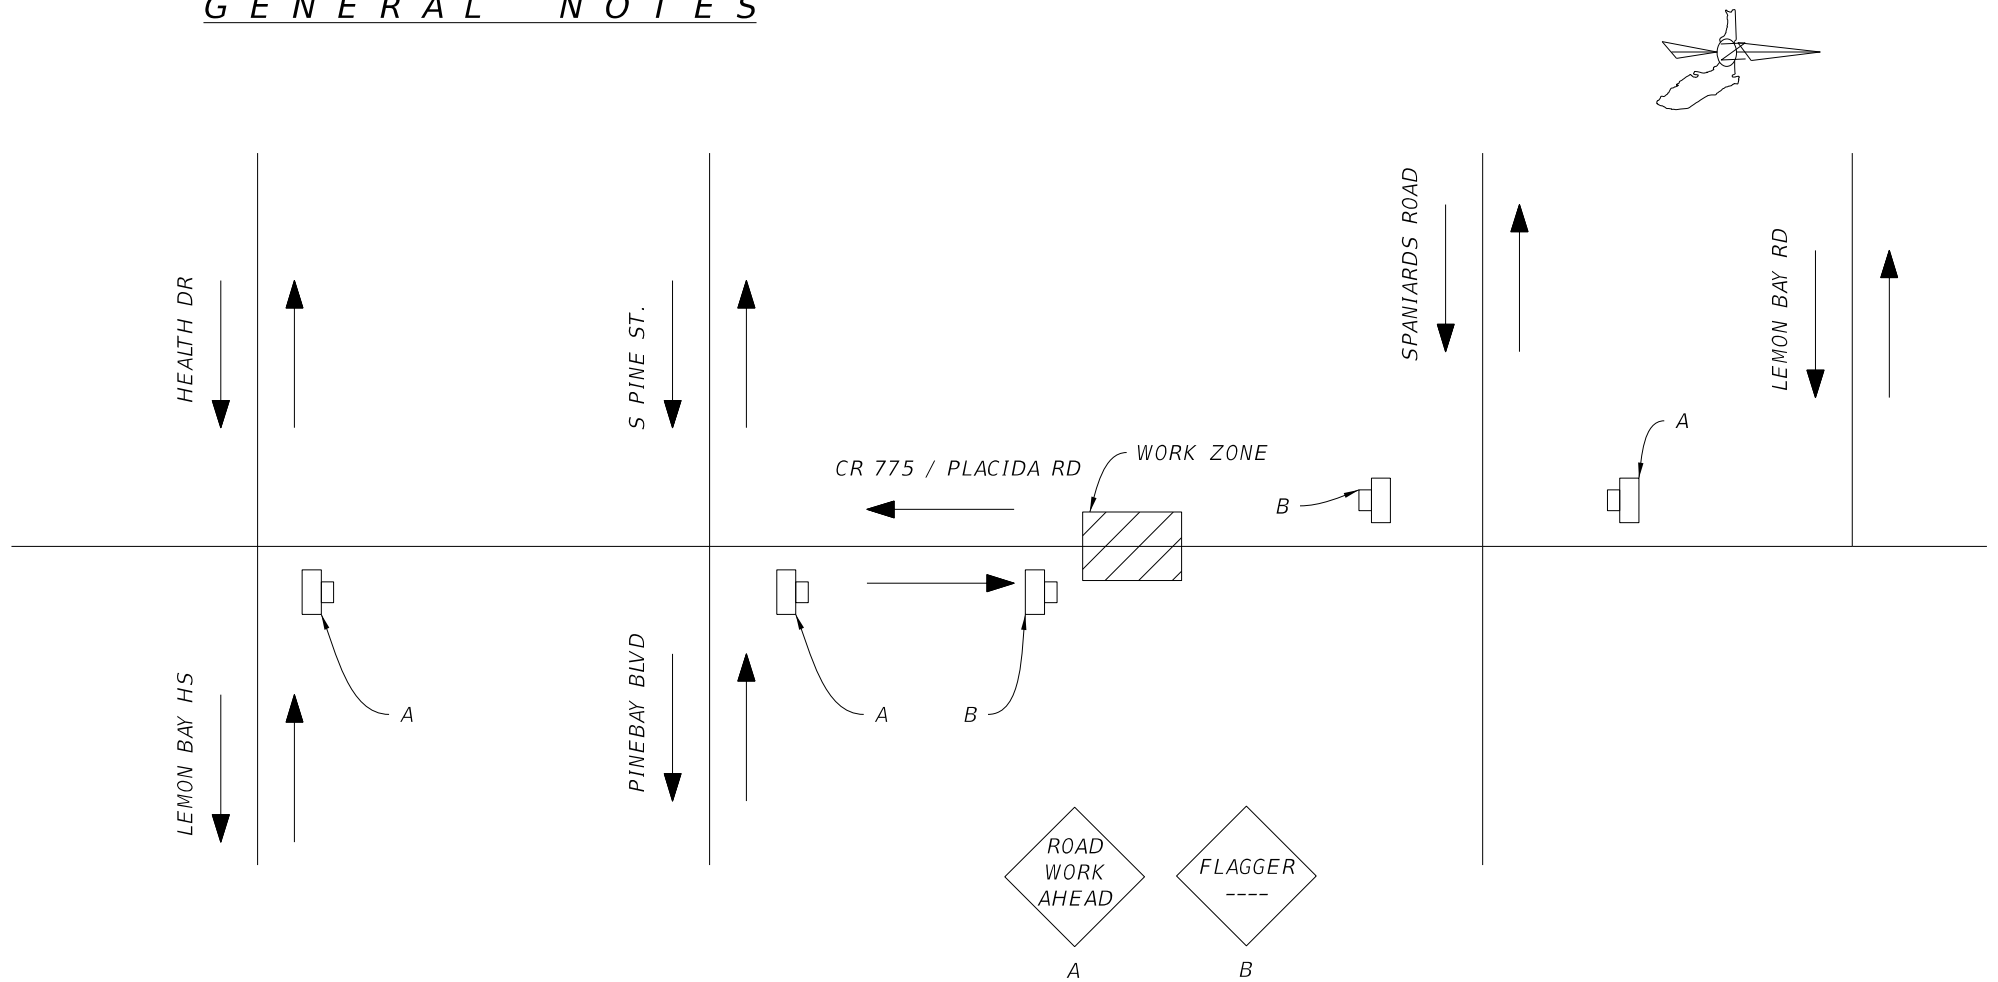 GENERAL NOTES
SPANIARDS ROAD
LEMON BAY RD
HEALTH DR
S PINE ST.
A
WORK ZONE
CR 775 / PLACIDA RD
B
PINEBAY BLVD
LEMON BAY HS
A
A
B
ROAD
WORK
AHEAD
FLAGGER
----
A
B